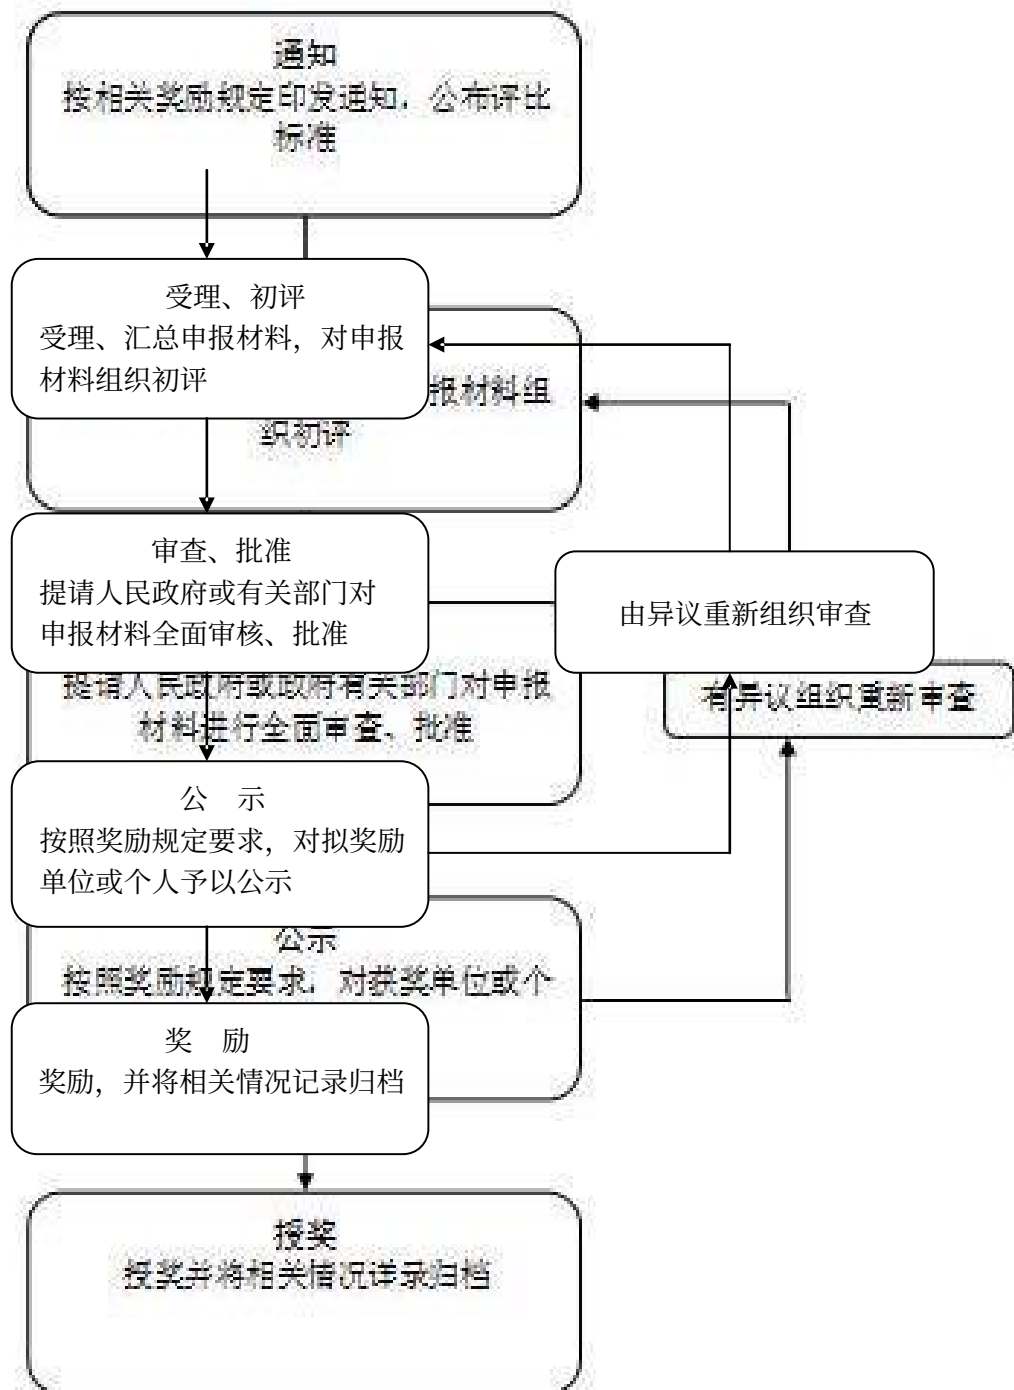 通知
按相关奖励规定印发通知，公布评比
标准
受理、初评
受理、汇总申报材料，对申报
材料组织初评
报材料组
织初评
审查、批准
提请人民政府或有关部门对
申报材料全面审核、批准
由异议重新组织审查
提请人民政府或政府有关部门对申报
材料进行全面审查、批准
有异议组织重新审查
公 示
按照奖励规定要求，对拟奖励
单位或个人予以公示
公示
按照奖励规定要求，对获奖单位或个
奖 励
奖励，并将相关情况记录归档
授奖
授奖并将相关情况详录归档